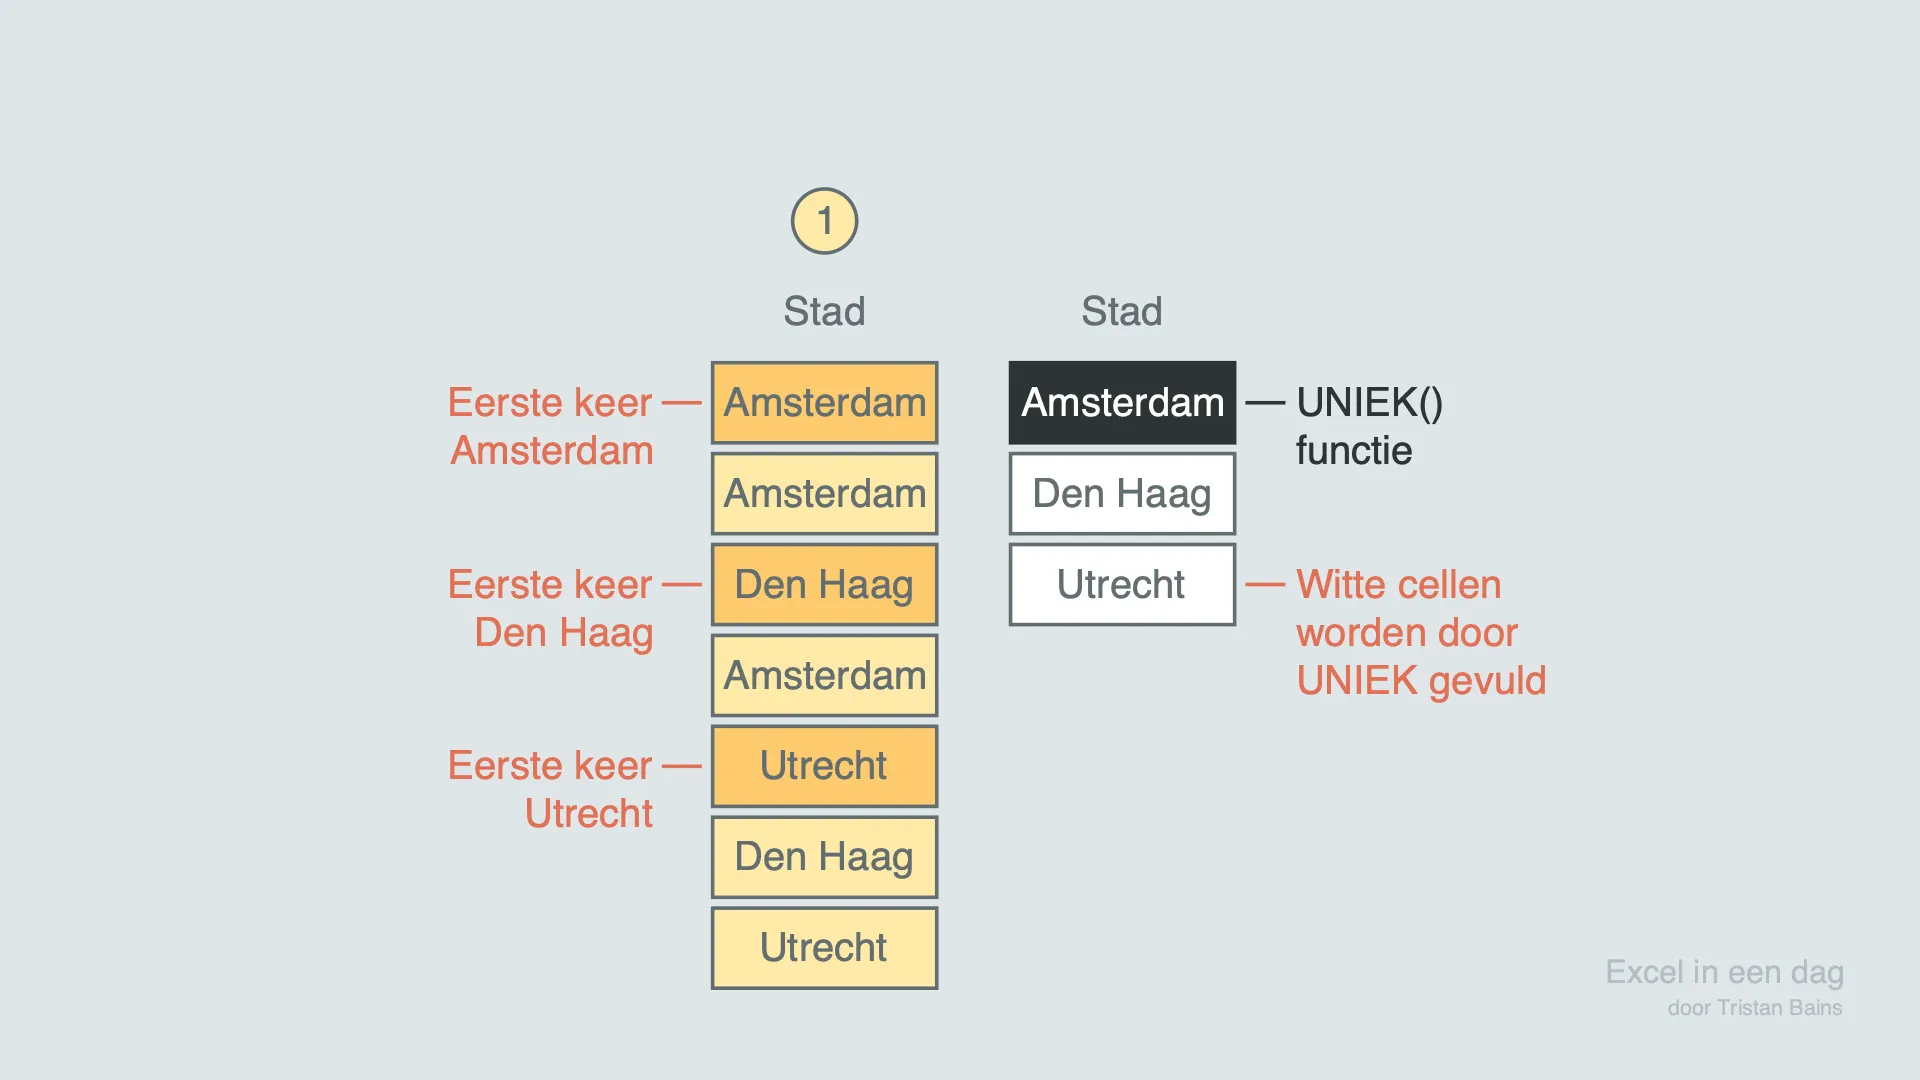 1
Stad
Stad
Eerste keer
Amsterdam
Amsterdam
Amsterdam
UNIEK()
functie
Amsterdam
Den Haag
Eerste keer
Den Haag
Den Haag
Utrecht
Witte cellen
worden door
UNIEK gevuld
Amsterdam
Eerste keer
Utrecht
Utrecht
Den Haag
Utrecht
Excel in een dag
door Tristan Bains